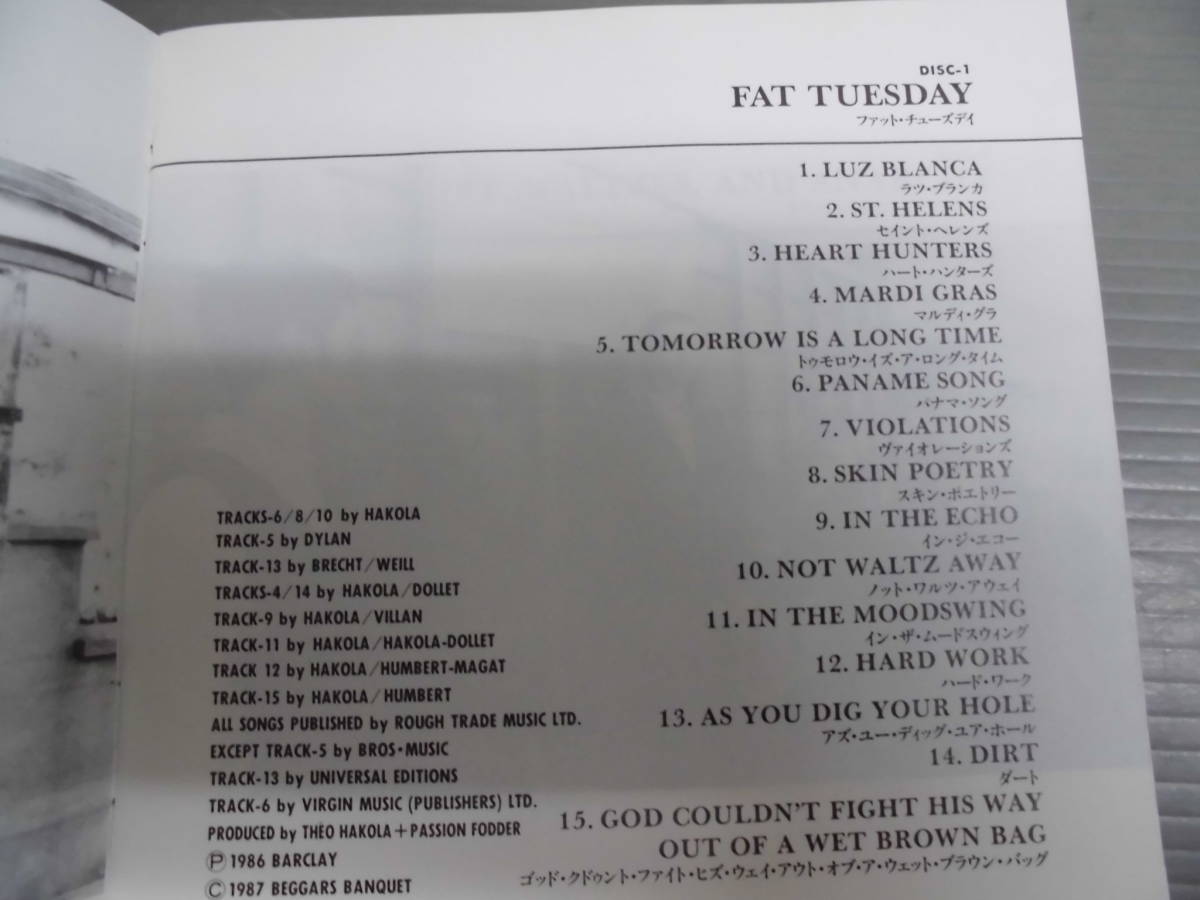 DISC-1
FAT TUESDAY
ファット・チューズデイ
1. LUZ BLANCA
ラツ・ブランカ
2. ST. HELENS
セイント・ヘレンズ
3. HEART HUNTERS
ハート・ハンターズ
4. MARDI GRAS
マルディ・グラ
5. TOMORROW IS A LONG TIME
トゥモロウ・イズ・ア・ロング・タイム
6. PANAME SONG
パナマ・ソング
7. VIOLATIONS
ヴァイオレーションズ
8. SKIN POETRY
スキン・ポエトリー
9. IN THE ECHO
イン・ジ・エコー
10. NOT WALTZ AWAY
ノット・ワルツ・アウェイ
11. IN THE MOODSWING
イン・ザ・ムードスウィング
12. HARD WORK
ハード・ワーク
13. AS YOU DIG YOUR HOLE
アズ・ユー・ディッグ・ユア・ホール
14. DIRT
ダート
15. GOD COULDN'T FIGHT HIS WAY
OUT OF A WET BROWN BAG
ゴッド・クドゥント・ファイト・ヒズ・ウェイ・アウト・オブ・ア・ウェット・ブラウン・バッグ
TRACKS-6/8/10 by HAKOLA
TRACK-5 by DYLAN
TRACK-13 by BRECHT/WEILL
TRACKS-4/14 by HAKOLA/DOLLET
TRACK-9 by HAKOLA/VILLAN
TRACK-11 by HAKOLA/HAKOLA-DOLLET
TRACK 12 by HAKOLA/HUMBERT-MAGAT
TRACK-15 by HAKOLA/HUMBERT
ALL SONGS PUBLISHED by ROUGH TRADE MUSIC LTD.
EXCEPT TRACK-5 by BROS•MUSIC
TRACK-13 by UNIVERSAL EDITIONS
TRACK-6 by VIRGIN MUSIC (PUBLISHERS) LTD.
PRODUCED by THÉO HAKOLA+PASSION FODDER
Ⓟ1986 BARCLAY
Ⓒ1987 BEGGARS BANQUET